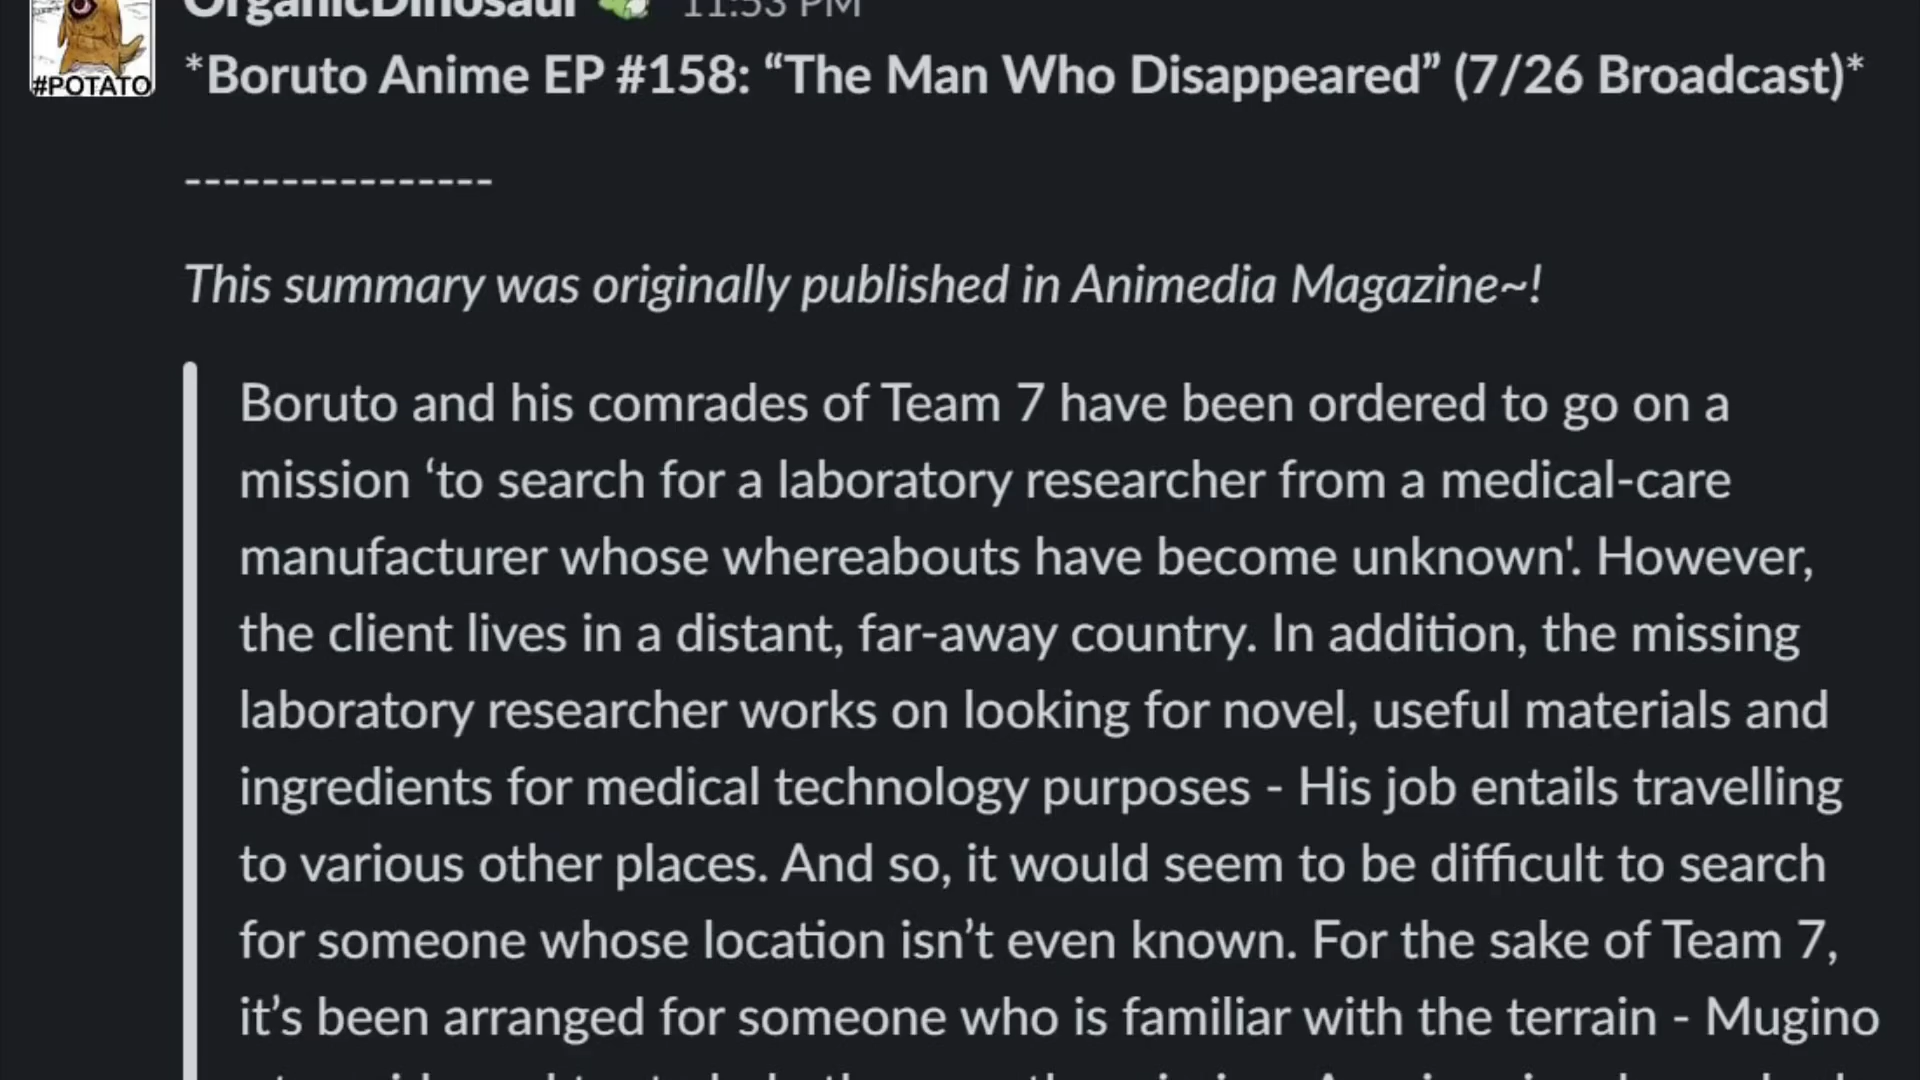 OrganicDinosaur 11:53 PM
#POTATO
*Boruto Anime EP #158: “The Man Who Disappeared” (7/26 Broadcast)*
----------------
This summary was originally published in Animedia Magazine~!
Boruto and his comrades of Team 7 have been ordered to go on a
mission ‘to search for a laboratory researcher from a medical-care
manufacturer whose whereabouts have become unknown'. However,
the client lives in a distant, far-away country. In addition, the missing
laboratory researcher works on looking for novel, useful materials and
ingredients for medical technology purposes - His job entails travelling
to various other places. And so, it would seem to be difficult to search
for someone whose location isn’t even known. For the sake of Team 7,
it’s been arranged for someone who is familiar with the terrain - Mugino